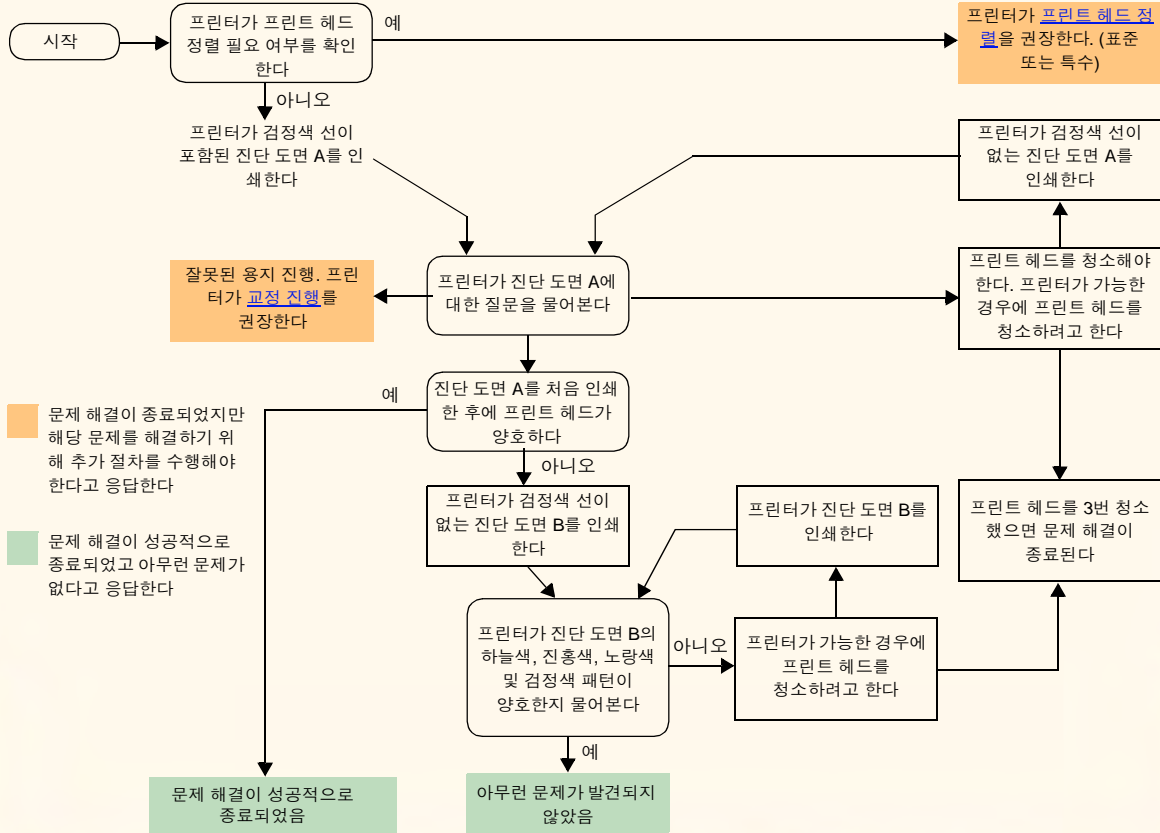 시작
프린터가 프린트 헤드
정렬 필요 여부를 확인
한다
예
프린터가 프린트 헤드 정
렬을 권장한다. (표준
또는 특수)
아니오
프린터가 검정색 선이
포함된 진단 도면 A를 인
쇄한다
프린터가 검정색 선이
없는 진단 도면 A를
인쇄한다
잘못된 용지 진행. 프린
터가 교정 진행를
권장한다
프린터가 진단 도면 A에
대한 질문을 물어본다
프린트 헤드를 청소해야
한다. 프린터가 가능한
경우에 프린트 헤드를
청소하려고 한다
예
진단 도면 A를 처음 인쇄
한 후에 프린트 헤드가
양호하다
문제 해결이 종료되었지만
해당 문제를 해결하기 위
해 추가 절차를 수행해야
한다고 응답한다
아니오
프린터가 검정색 선이
없는 진단 도면 B를 인쇄
한다
프린터가 진단 도면 B를
인쇄한다
프린트 헤드를 3번 청소
했으면 문제 해결이
종료된다
문제 해결이 성공적으로
종료되었고 아무런 문제가
없다고 응답한다
프린터가 진단 도면 B의
하늘색, 진홍색, 노랑색
및 검정색 패턴이
양호한지 물어본다
아니오
프린터가 가능한 경우에
프린트 헤드를
청소하려고 한다
예
문제 해결이 성공적으로
종료되었음
아무런 문제가 발견되지
않았음